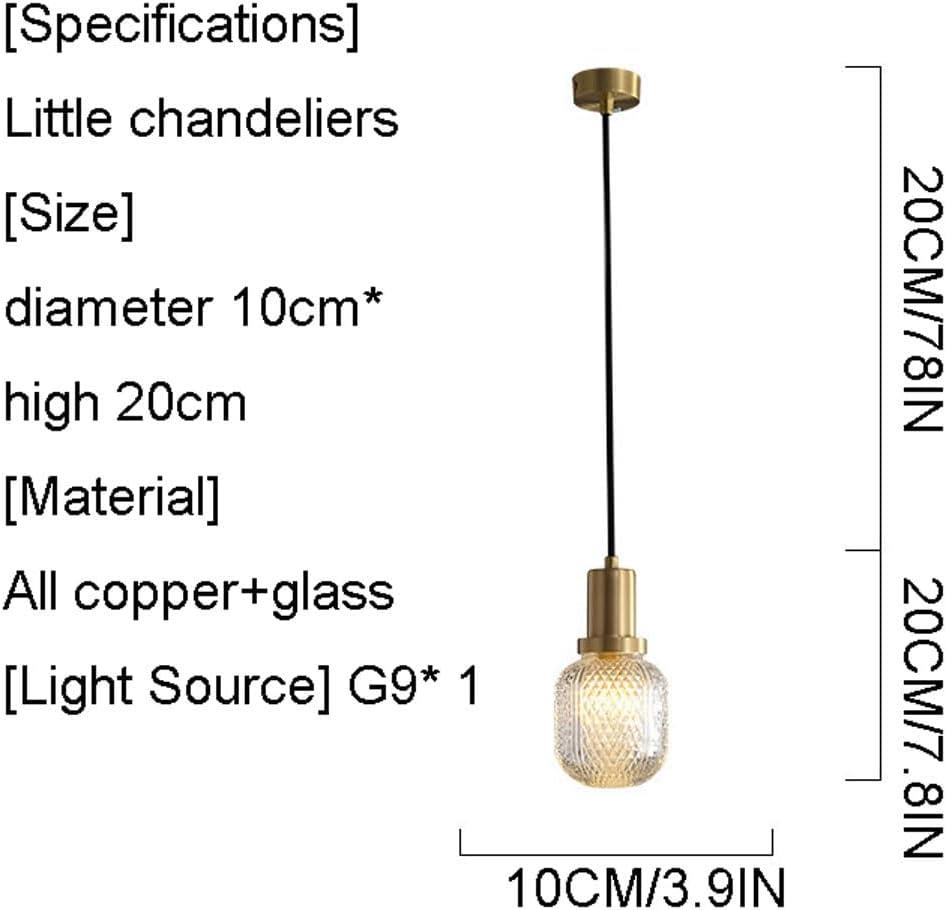 [Specifications]
Little chandeliers
[Size]
diameter 10cm*
high 20cm
[Material]
All copper+glass
[Light Source] G9* 1
20CM/78IN
20CM/7.8IN
10CM/3.9IN